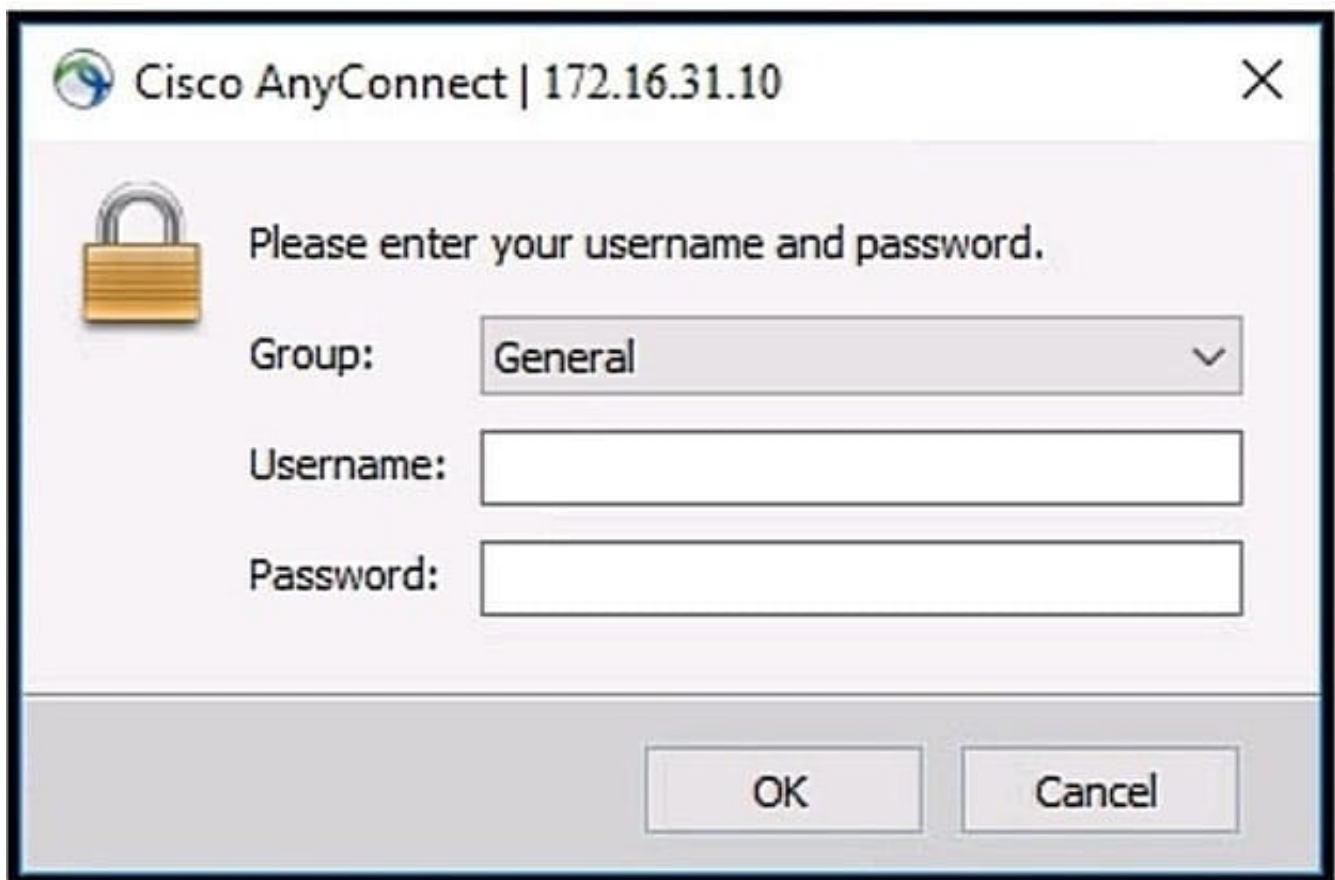 Cisco AnyConnect | 172.16.31.10
Please enter your username and password.
Group: General
Username:
Password:
OK Cancel